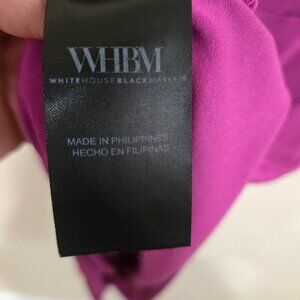 WHBM
WHITEHOUSEBLACKMARKET®
MADE IN PHILIPPINES
HECHO EN FILIPINAS